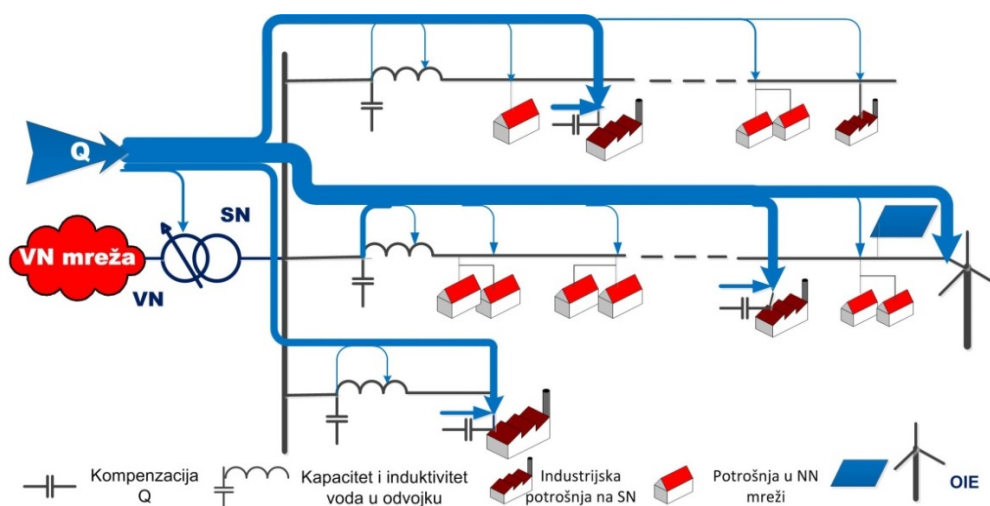 Q
SN
VN mreža
VN
Kompenzacija
Q
Kapacitet i induktivitet
voda u odvojku
Industrijska
potrošnja na SN
Potrošnja u NN
mreži
OIE